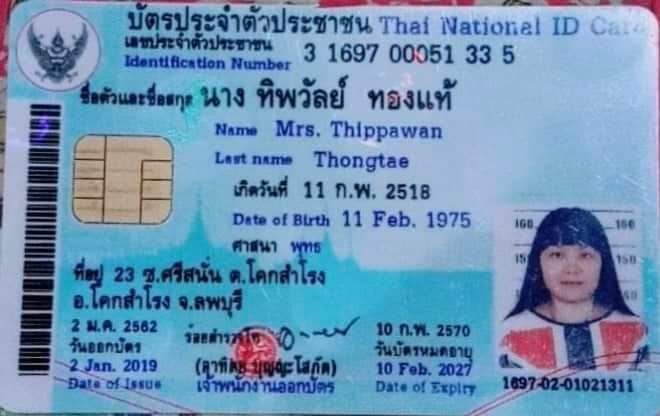 บัตรประจำตัวประชาชน Thai National ID Card
เลขประจำตัวประชาชน
Identification Number 3 1697 00051 33 5
ชื่อตัวและชื่อสกุล นาง ทิพวัลย์ ทองแท้
Name Mrs. Thippawan
Last name Thongtae
เกิดวันที่ 11 ก.พ. 2518
Date of Birth 11 Feb. 1975
ศาสนา พุทธ
ที่อยู่ 23 ซ.ศรีสนั่น ต.โคกสำโรง
อ.โคกสำโรง จ.ลพบุรี
2 ม.ค. 2562
วันออกบัตร
2 Jan. 2019
Date of Issue
ร้อยตำรวจโท
เจ้าพนักงานออกบัตร
10 ก.พ. 2570
วันบัตรหมดอายุ
10 Feb. 2027
Date of Expiry
160 160
150
1697-02-01021311